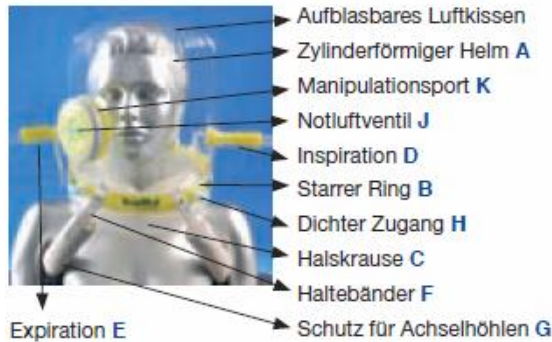 Aufblasbares Luftkissen
Zylinderförmiger Helm A
Manipulationsport K
Notluftventil J
Inspiration D
Starrer Ring B
Dichter Zugang H
Halskrause C
Haltebänder F
Expiration E
Schutz für Achselhöhlen G